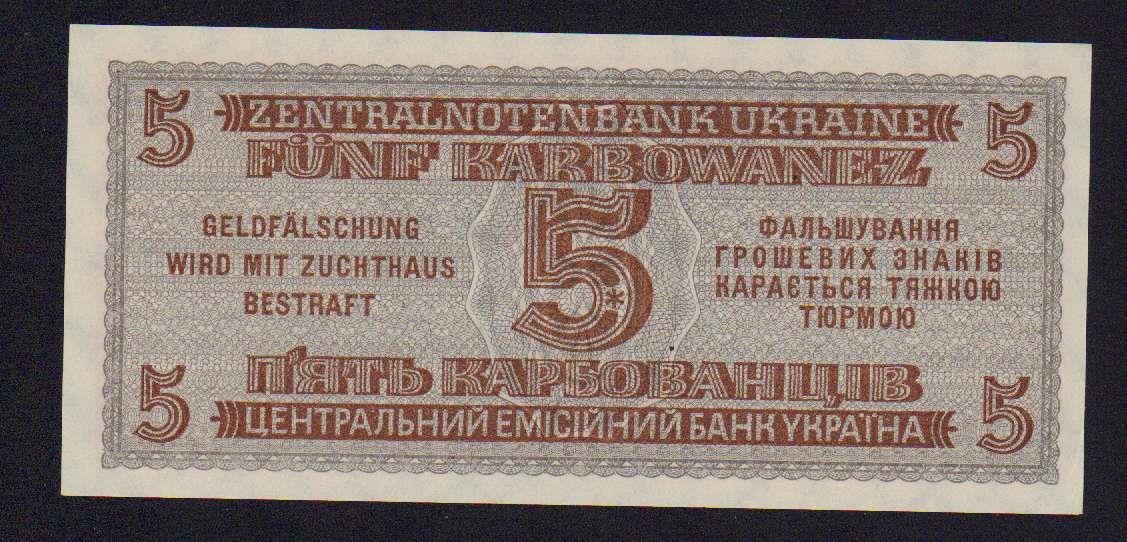 5 ZENTRALNOTENBANK UKRAINE 5
FÜNF KARBOWANEZ
GELDFÄLSCHUNG
WIRD MIT ZUCHTHAUS
BESTRAFT
5
ФАЛЬШУВАННЯ
ГРОШЕВИХ ЗНАКІВ
КАРАЄТЬСЯ ТЯЖКОЮ
ТЮРМОЮ
П'ЯТЬ КАРБОВАНЦІВ
5 ЦЕНТРАЛЬНИЙ ЕМІСІЙНИЙ БАНК УКРАЇНА 5